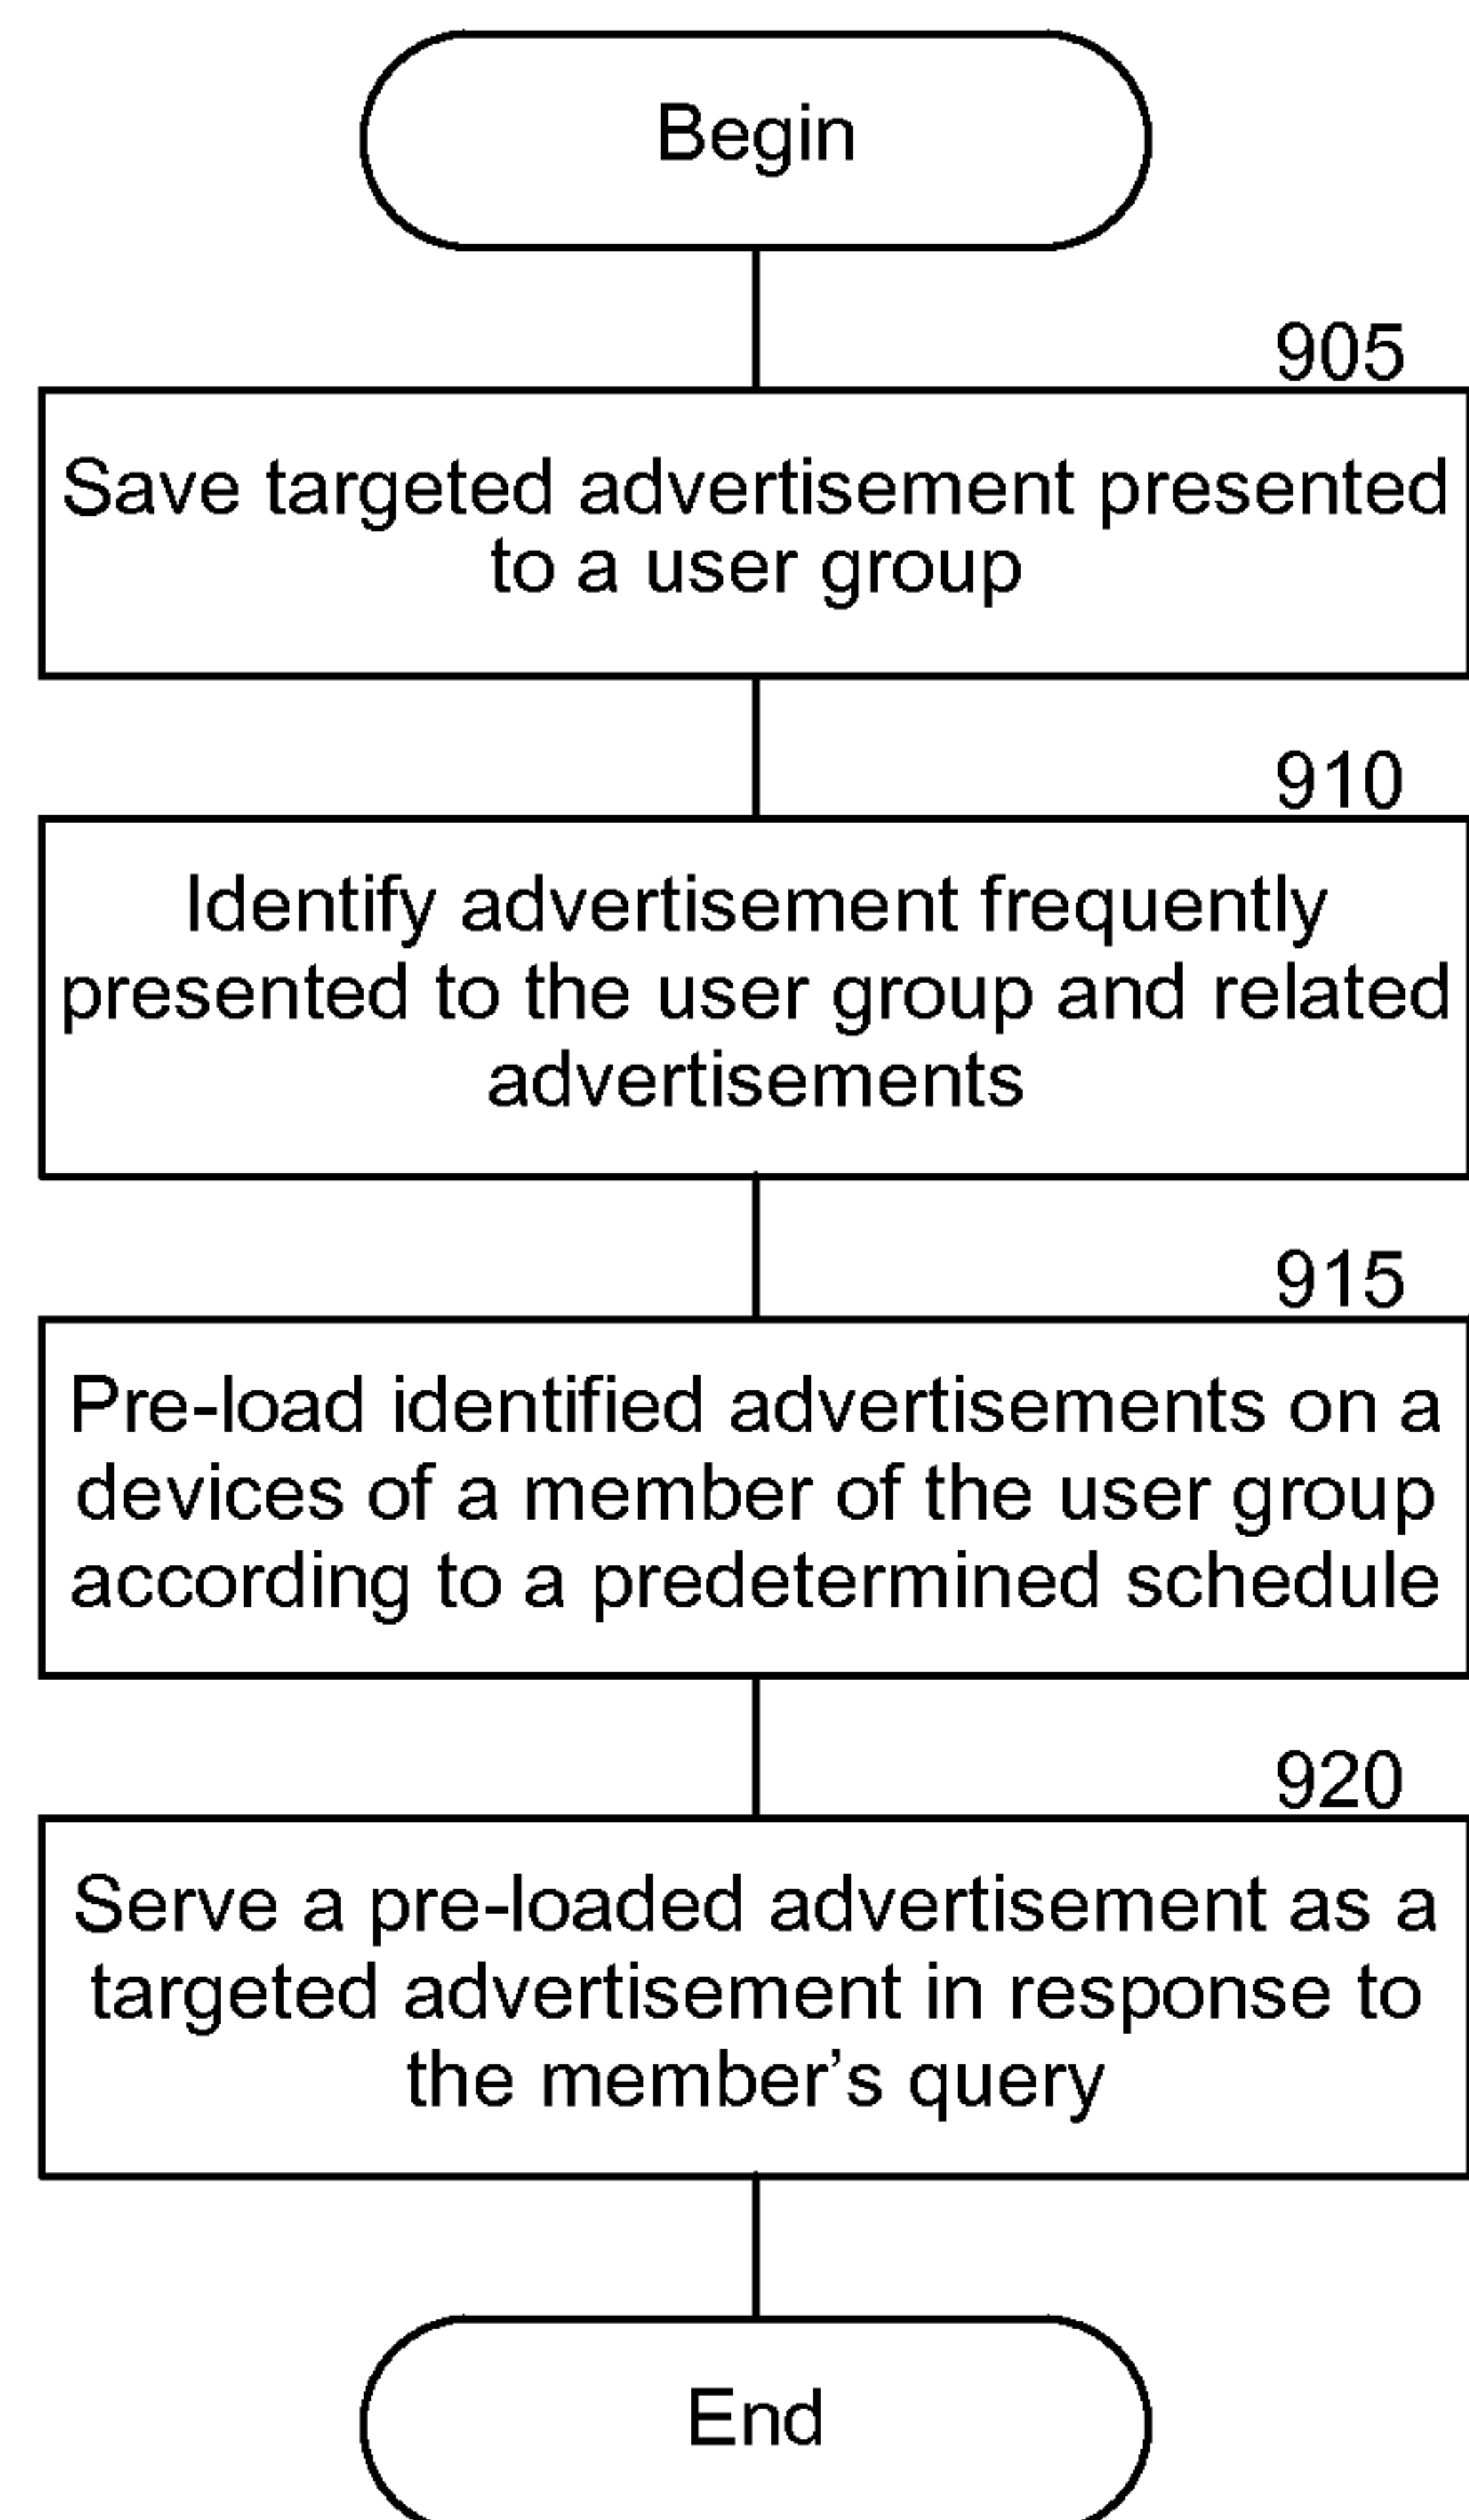 Begin
905
Save targeted advertisement presented
to a user group
910
Identify advertisement frequently
presented to the user group and related
advertisements
915
Pre-load identified advertisements on a
devices of a member of the user group
according to a predetermined schedule
920
Serve a pre-loaded advertisement as a
targeted advertisement in response to
the member's query
End